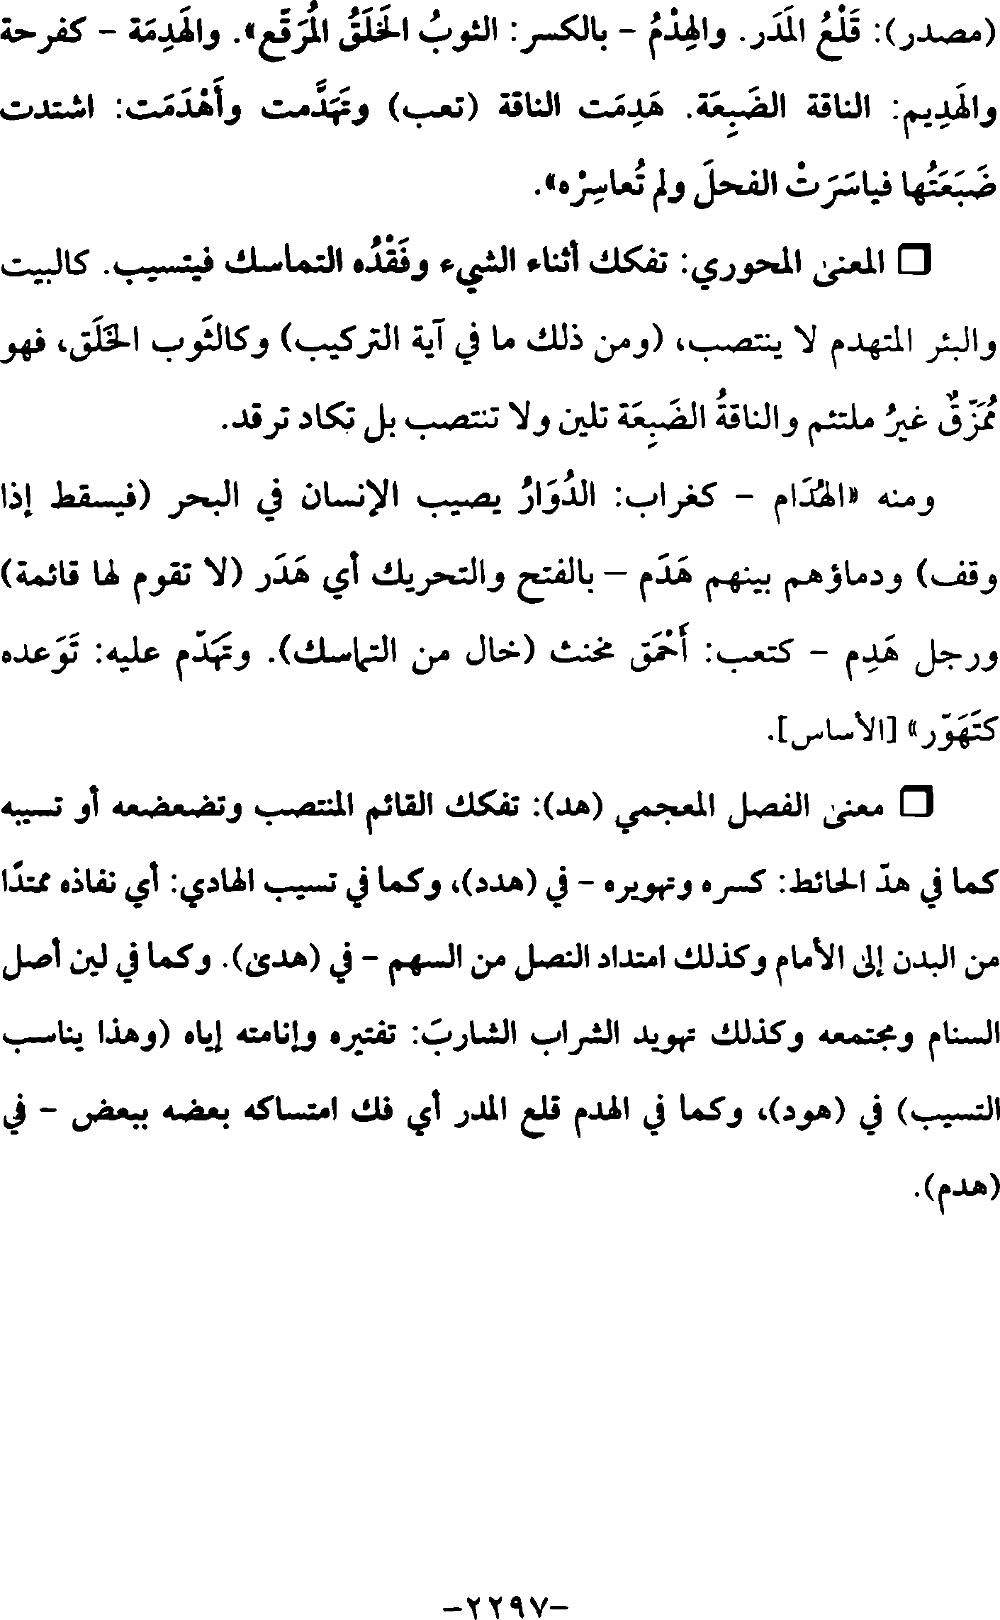 (مصدر): قَلْعُ المَدَر. والهِدْمُ – بالكسر: الثوبُ الخَلَقُ المُرَقَّع». والهَدِمَة – كفرحة
والهَدِيم: الناقة الضَبِعَة. هَدِمَت الناقة (تعب) وتَهَدَّمت وأَهْدَمَت: اشتدت
ضَبَعَتُها فياسَرَتْ الفحلَ ولم تُعاسِرْه».
□ المعنى المحوري: تفكك أثناء الشيء وفَقْدُه التماسك فيتسيب. كالبيت
والبئر المتهدم لا ينتصب، (ومن ذلك ما في آية التركيب) وكالثَوب الخَلَق، فهو
مُمَزَّقٌ غيرُ ملتئم والناقةُ الضَبِعَة تلين ولا تنتصب بل تكاد ترقد.
ومنه «الهُدَام – كغراب: الدُوَارُ يصيب الإنسان في البحر (فيسقط إذا
وقف) ودماؤهم بينهم هَدَم – بالفتح والتحريك أي هَدَر (لا تقوم لها قائمة)
ورجل هَدِم – كتعب: أَحْمَق مخنث (خال من التماسك). وتَهَدّم عليه: تَوَعده
كتَهَوّر» [الأساس].
□ معنى الفصل المعجمي (هد): تفكك القائم المنتصب وتضعضعه أو تسيبه
كما في هدّ الحائط: كسره وتهويره – في (هدد)، وكما في تسيب الهادي: أي نفاذه ممتدًا
من البدن إلى الأمام وكذلك امتداد النصل من السهم – في (هدى). وكما في لين أصل
السنام ومجتمعه وكذلك تهويد الشراب الشاربَ: تفتيره وإنامته إياه (وهذا يناسب
التسيب) في (هود)، وكما في الهدم قلع المدر أي فك امتساكه بعضه ببعض – في
(هدم).
-٢٢٩٧-